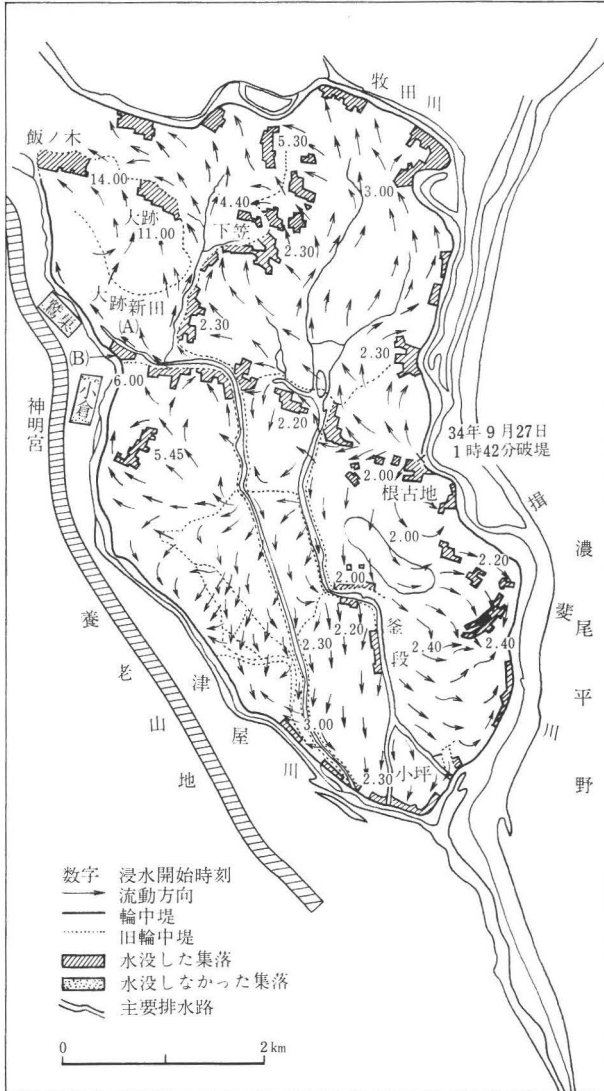 牧田川
飯ノ木
5.30
14.00
4.40
3.00
大跡
11.00
下笠
2.30
大跡新田
(A)
2.30
鷲巣
(B)
6.00
小倉
2.30
2.20
神明宮
5.45
34年9月27日
1時42分破堤
2.00
根古地
2.00
2.20
2.00
2.20
釜段
2.40
2.40
2.30
3.00
2.30
小坪
揖斐川
濃尾平野
養老山地
津屋川
数字 浸水開始時刻
流動方向
輪中堤
旧輪中堤
水没した集落
水没しなかった集落
主要排水路
0 2km